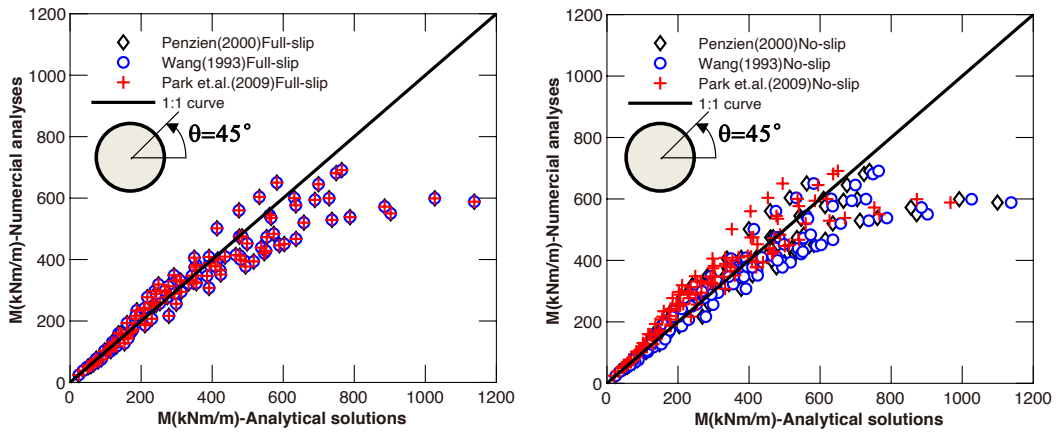 1200
1000
800
600
400
200
0
M(kNm/m)-Numercial analyses
Penzien(2000)Full-slip
Wang(1993)Full-slip
Park et.al.(2009)Full-slip
1:1 curve
θ=45°
0 200 400 600 800 1000 1200
M(kNm/m)-Analytical solutions
1200
1000
800
600
400
200
0
M(kNm/m)-Numercial analyses
Penzien(2000)No-slip
Wang(1993)No-slip
Park et.al.(2009)No-slip
1:1 curve
θ=45°
0 200 400 600 800 1000 1200
M(kNm/m)-Analytical solutions